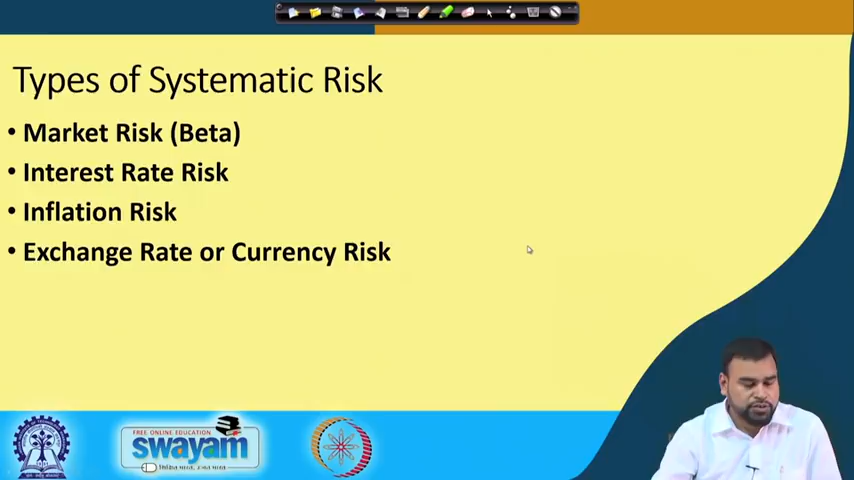 Types of Systematic Risk
• Market Risk (Beta)
• Interest Rate Risk
• Inflation Risk
• Exchange Rate or Currency Risk
FREE ONLINE EDUCATION
swayam